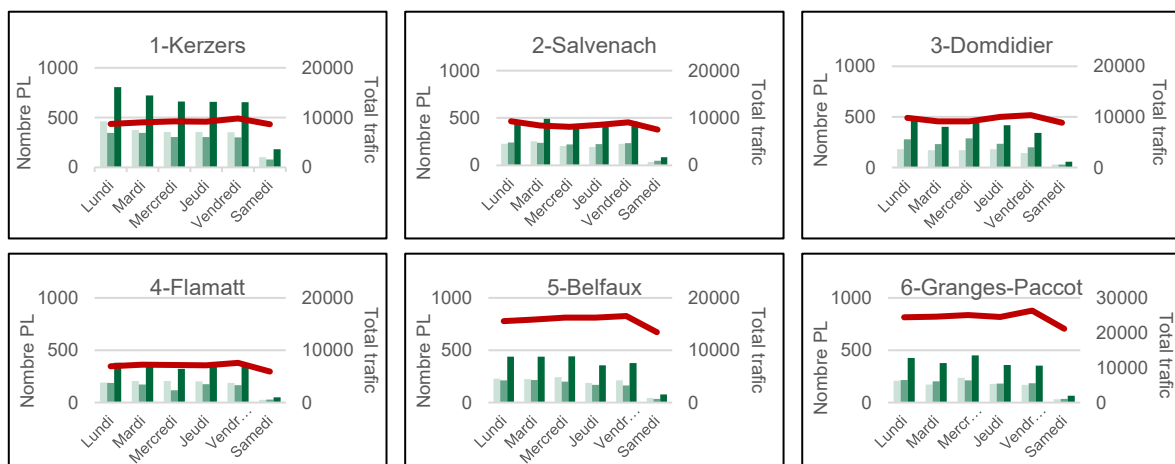 1-Kerzers
Nombre PL
1000
500
0
20000
10000
0
Total trafic
Lundi
Mardi
Mercredi
Jeudi
Vendredi
Samedi
2-Salvenach
Nombre PL
1000
500
0
20000
10000
0
Total trafic
Lundi
Mardi
Mercredi
Jeudi
Vendredi
Samedi
3-Domdidier
Nombre PL
1000
500
0
20000
10000
0
Total trafic
Lundi
Mardi
Mercredi
Jeudi
Vendredi
Samedi
4-Flamatt
Nombre PL
1000
500
0
20000
10000
0
Total trafic
Lundi
Mardi
Mercredi
Jeudi
Vendr…
Samedi
5-Belfaux
Nombre PL
1000
500
0
20000
10000
0
Total trafic
Lundi
Mardi
Mercredi
Jeudi
Vendr…
Samedi
6-Granges-Paccot
Nombre PL
1000
500
0
30000
20000
10000
0
Total trafic
Lundi
Mardi
Mercr…
Jeudi
Vendr…
Samedi